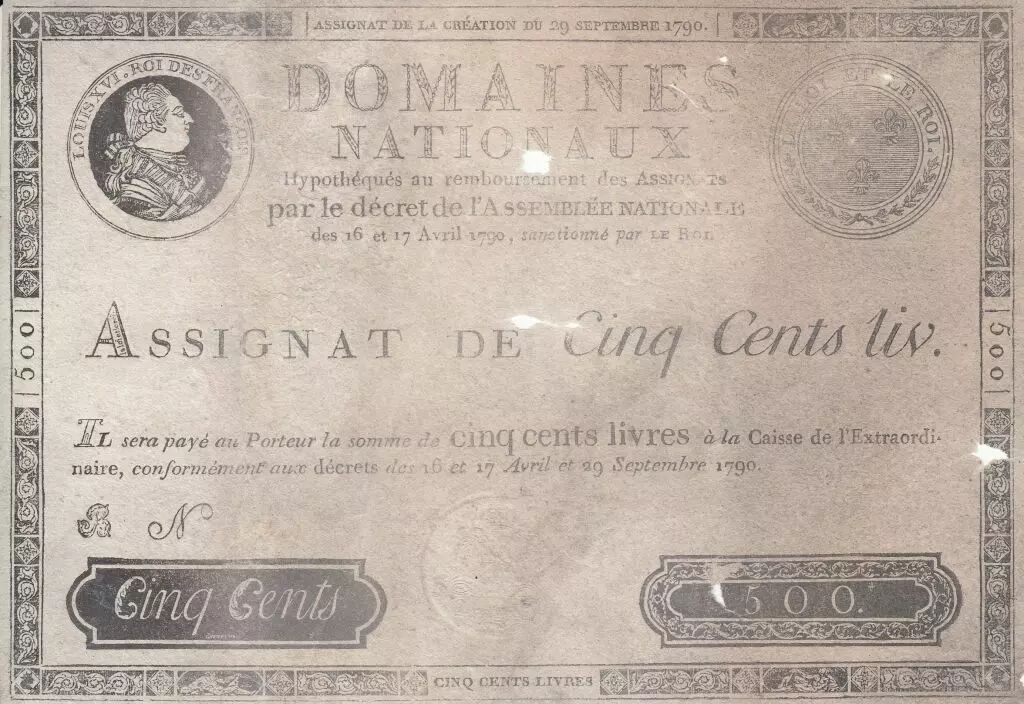 ASSIGNAT DE LA CRÉATION DU 29 SEPTEMBRE 1790.
LOUIS XVI. ROI DES FRANÇOIS
DOMAINES
NATIONAUX
LA LOI ET LE ROI.
Hypothéqués au remboursement des ASSIGNATS
par le décret de l'ASSEMBLÉE NATIONALE
des 16 et 17 Avril 1790, sanctionné par LE ROI.
500
ASSIGNAT DE Cinq Cents liv.
500
IL sera payé au Porteur la somme de cinq cents livres à la Caisse de l'Extraordi-
naire, conformément aux décrets des 16 et 17 Avril et 29 Septembre 1790.
B N
Cinq Cents
500.
CINQ CENTS LIVRES